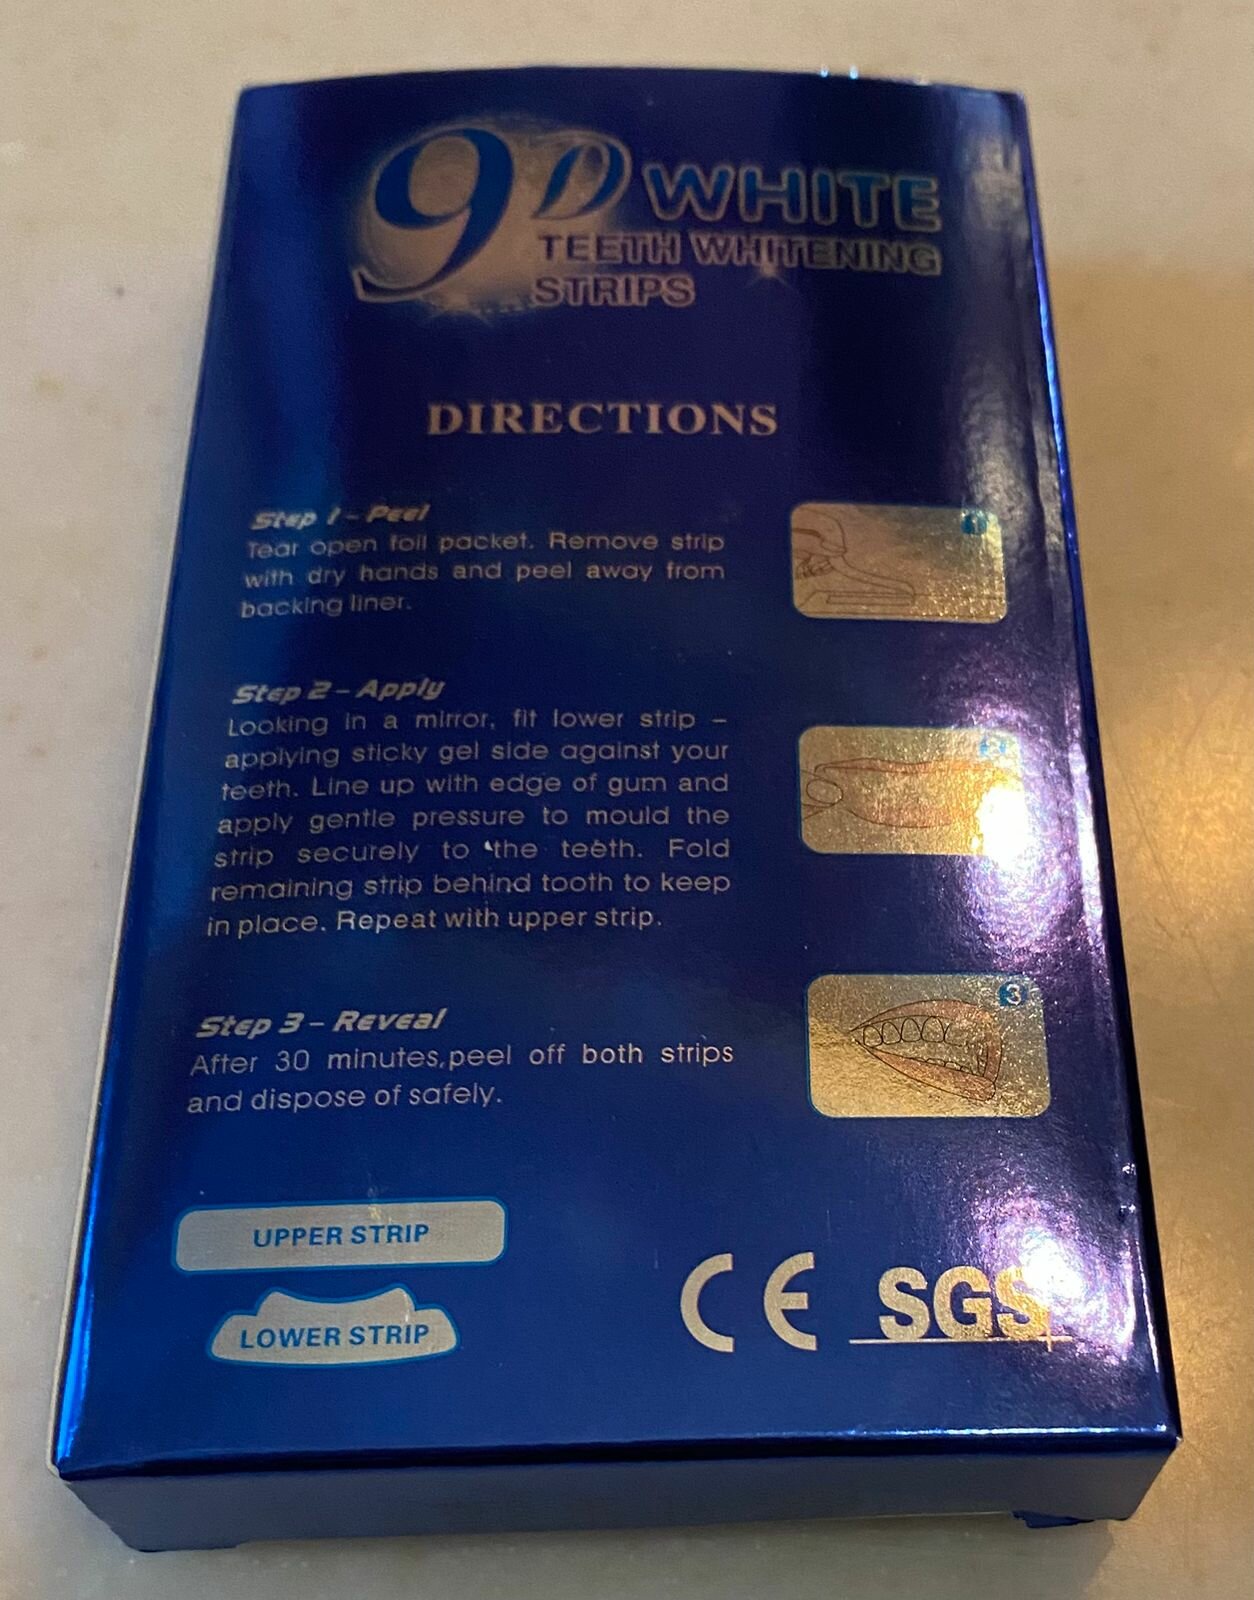 9D WHITE
TEETH WHITENING
STRIPS
DIRECTIONS
Step 1 - Peel
Tear open foil packet. Remove strip
with dry hands and peel away from
backing liner.
1
Step 2 - Apply
Looking in a mirror, fit lower strip –
applying sticky gel side against your
teeth. Line up with edge of gum and
apply gentle pressure to mould the
strip securely to the teeth. Fold
remaining strip behind tooth to keep
in place. Repeat with upper strip.
2
Step 3 - Reveal
After 30 minutes,peel off both strips
and dispose of safely.
3
UPPER STRIP
LOWER STRIP
CE SGS